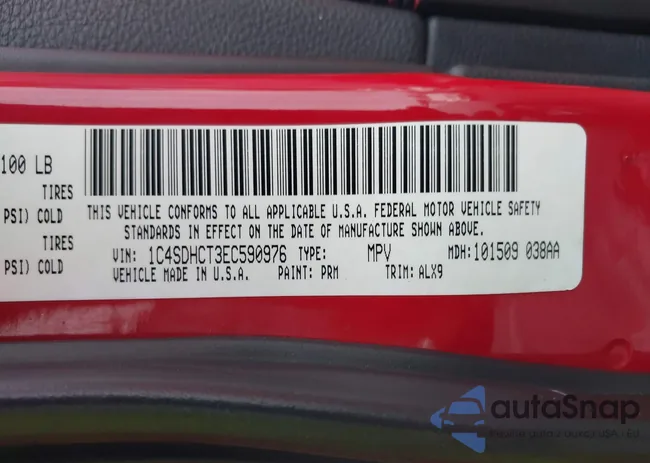 100 LB
TIRES
PSI) COLD
TIRES
PSI) COLD
THIS VEHICLE CONFORMS TO ALL APPLICABLE U.S.A. FEDERAL MOTOR VEHICLE SAFETY
STANDARDS IN EFFECT ON THE DATE OF MANUFACTURE SHOWN ABOVE.
VIN: 1C4SDHCT3EC590976 TYPE: MPV MDH: 101509 038AA
VEHICLE MADE IN U.S.A. PAINT: PRM TRIM: ALX9
autoSnap